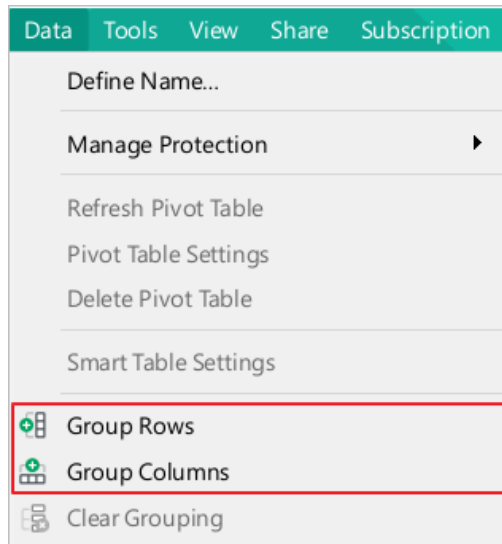 Data Tools View Share Subscription
Define Name...
Manage Protection
Refresh Pivot Table
Pivot Table Settings
Delete Pivot Table
Smart Table Settings
Group Rows
Group Columns
Clear Grouping